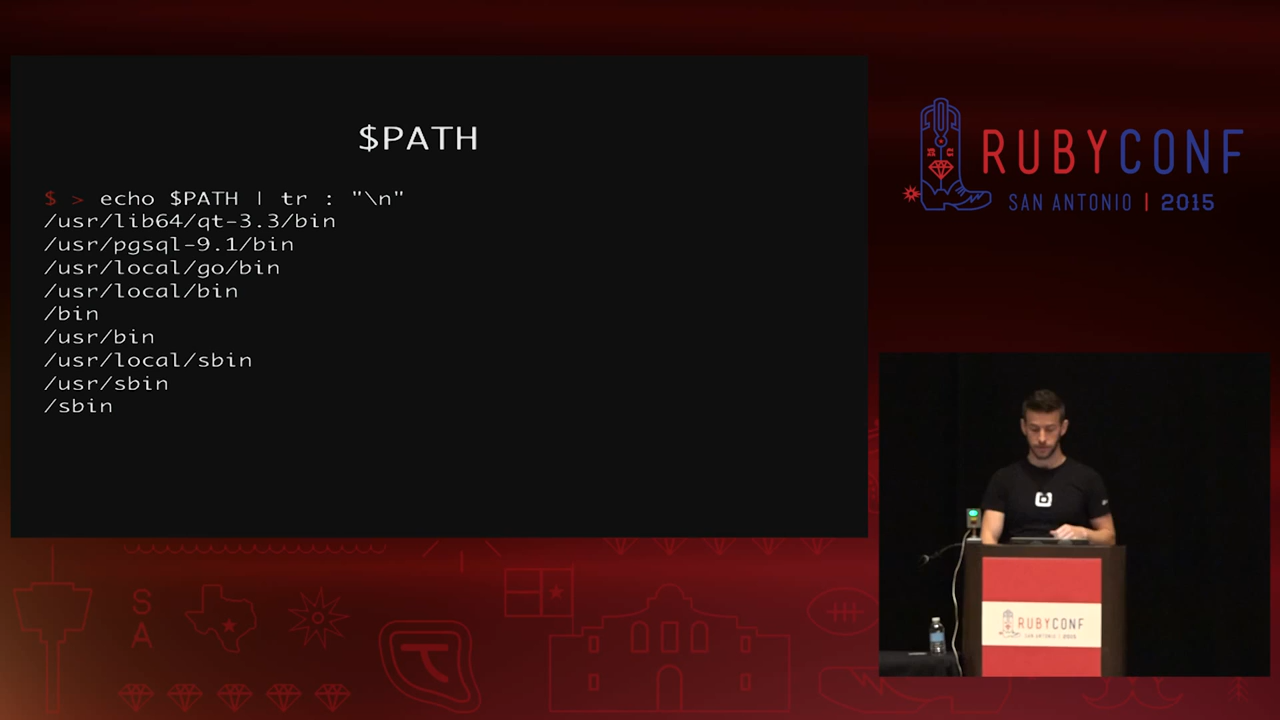 $PATH
$ > echo $PATH | tr : "\n"
/usr/lib64/qt-3.3/bin
/usr/pgsql-9.1/bin
/usr/local/go/bin
/usr/local/bin
/bin
/usr/bin
/usr/local/sbin
/usr/sbin
/sbin
RUBYCONF
SAN ANTONIO | 2015
RUBYCONF
SAN ANTONIO | 2015
S
A